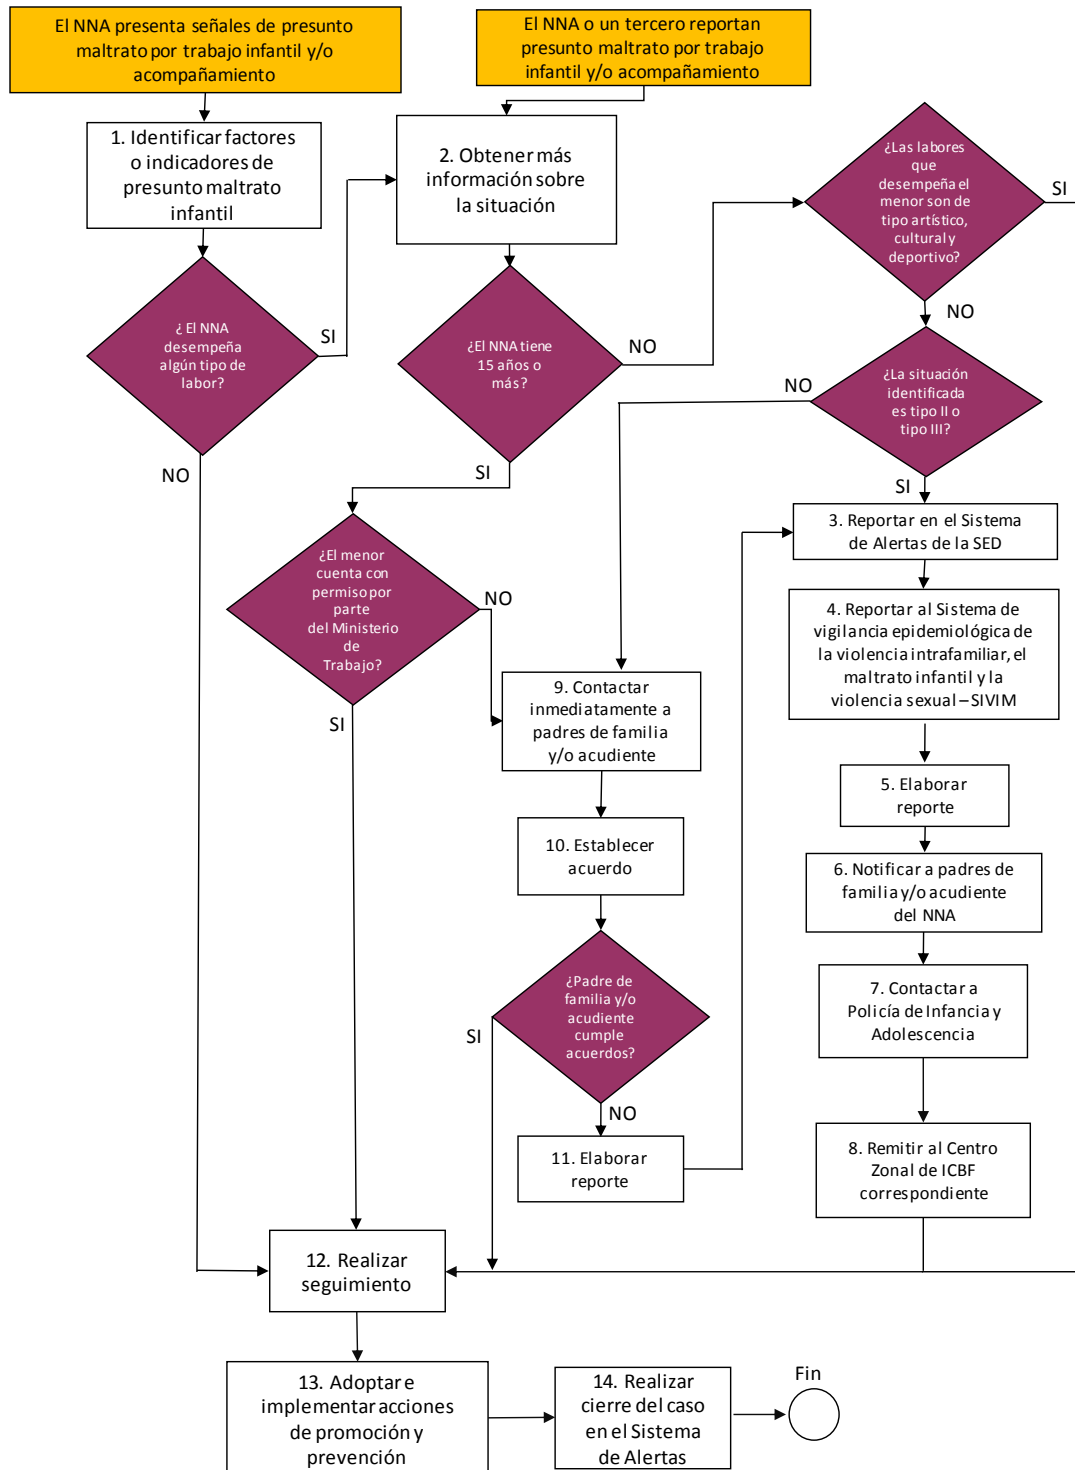 El NNA presenta señales de presunto
maltrato por trabajo infantil y/o
acompañamiento
El NNA o un tercero reportan
presunto maltrato por trabajo
infantil y/o acompañamiento
1. Identificar factores
o indicadores de
presunto maltrato
infantil
2. Obtener más
información sobre
la situación
¿Las labores
que
desempeña el
menor son de
tipo artístico,
cultural y
deportivo?
SI
NO
¿El NNA
desempeña
algún tipo de
labor?
SI
NO
¿El NNA tiene
15 años o
más?
NO
SI
¿La situación
identificada
es tipo II o
tipo III?
NO
SI
¿El menor
cuenta con
permiso por
parte
del Ministerio
de
Trabajo?
NO
SI
3. Reportar en el Sistema
de Alertas de la SED
4. Reportar al Sistema de
vigilancia epidemiológica de
la violencia intrafamiliar, el
maltrato infantil y la
violencia sexual – SIVIM
5. Elaborar
reporte
6. Notificar a padres de
familia y/o acudiente
del NNA
7. Contactar a
Policía de Infancia y
Adolescencia
8. Remitir al Centro
Zonal de ICBF
correspondiente
9. Contactar
inmediatamente a
padres de familia
y/o acudiente
10. Establecer
acuerdo
¿Padre de
familia y/o
acudiente
cumple
acuerdos?
SI
NO
11. Elaborar
reporte
12. Realizar
seguimiento
13. Adoptar e
implementar acciones
de promoción y
prevención
14. Realizar
cierre del caso
en el Sistema
de Alertas
Fin